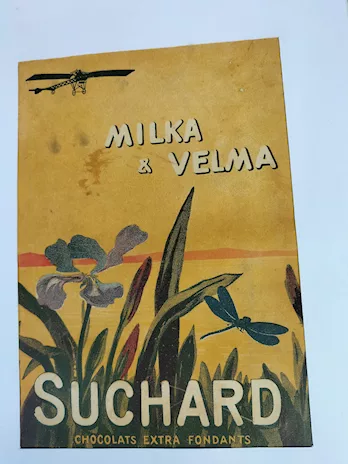 MILKA
& VELMA
SUCHARD
CHOCOLATS EXTRA FONDANTS